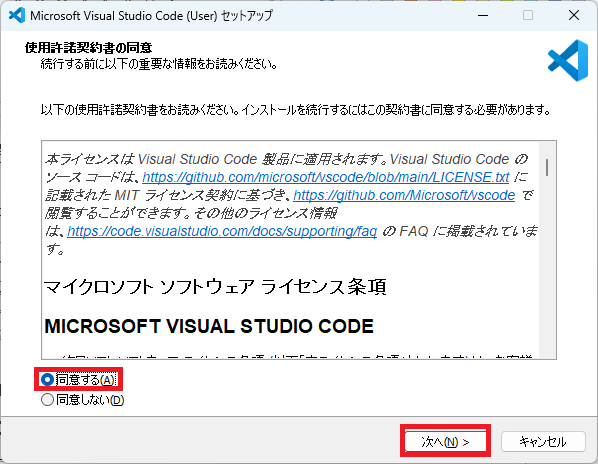 Microsoft Visual Studio Code (User) セットアップ
使用許諾契約書の同意
続行する前に以下の重要な情報をお読みください。
以下の使用許諾契約書をお読みください。インストールを続行するにはこの契約書に同意する必要があります。
本ライセンスは Visual Studio Code 製品に適用されます。Visual Studio Code の
ソース コードは、https://github.com/microsoft/vscode/blob/main/LICENSE.txt に
記載された MIT ライセンス契約に基づき、https://github.com/Microsoft/vscode で
閲覧することができます。その他のライセンス情報
は、https://code.visualstudio.com/docs/supporting/faq の FAQ に掲載されていま
す。
マイクロソフト ソフトウェア ライセンス条項
MICROSOFT VISUAL STUDIO CODE
同意する(A)
同意しない(D)
次へ(N) >
キャンセル